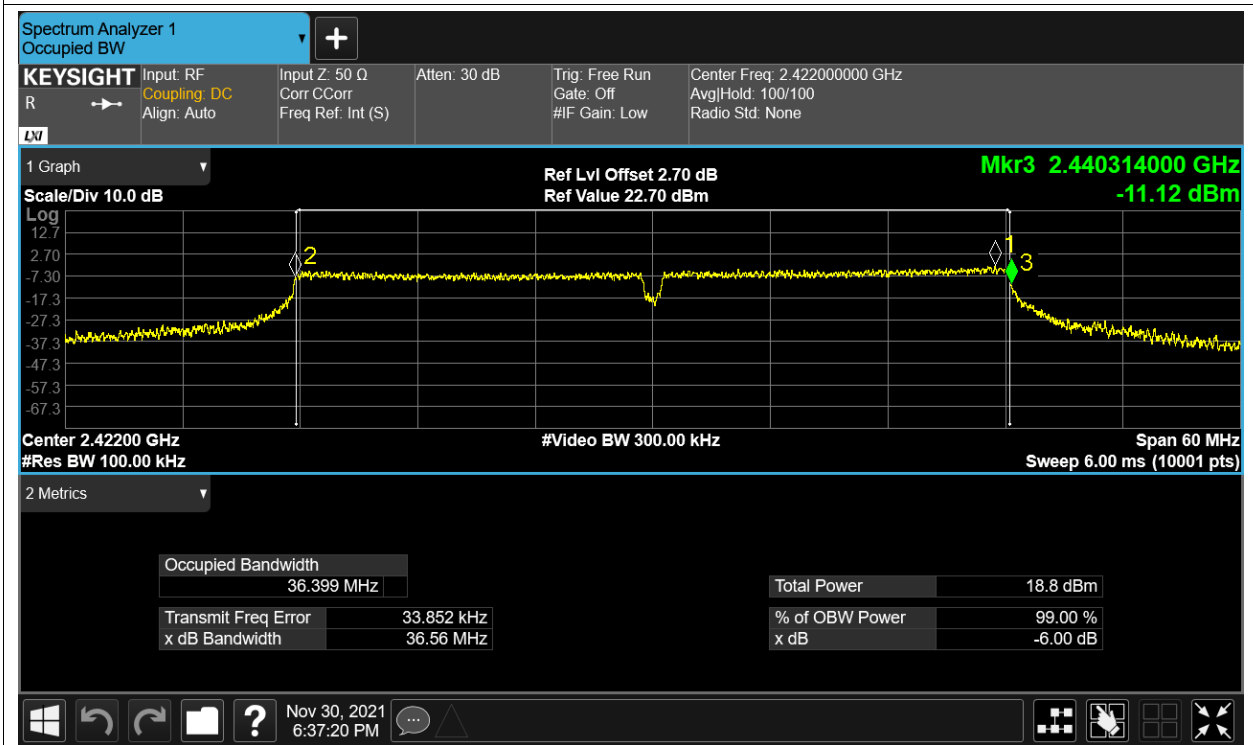 Spectrum Analyzer 1
Occupied BW
+
KEYSIGHT
R
LXI
Input: RF
Coupling: DC
Align: Auto
Input Z: 50 Ω
Corr CCorr
Freq Ref: Int (S)
Atten: 30 dB
Trig: Free Run
Gate: Off
#IF Gain: Low
Center Freq: 2.422000000 GHz
Avg|Hold: 100/100
Radio Std: None
1 Graph
Scale/Div 10.0 dB
Ref Lvl Offset 2.70 dB
Ref Value 22.70 dBm
Mkr3 2.440314000 GHz
-11.12 dBm
Log
12.7
2.70
-7.30
-17.3
-27.3
-37.3
-47.3
-57.3
-67.3
2
1
3
Center 2.42200 GHz
#Video BW 300.00 kHz
Span 60 MHz
#Res BW 100.00 kHz
Sweep 6.00 ms (10001 pts)
2 Metrics
Occupied Bandwidth
36.399 MHz
Total Power 18.8 dBm
Transmit Freq Error 33.852 kHz
% of OBW Power 99.00 %
x dB Bandwidth 36.56 MHz
x dB -6.00 dB
?
Nov 30, 2021
6:37:20 PM